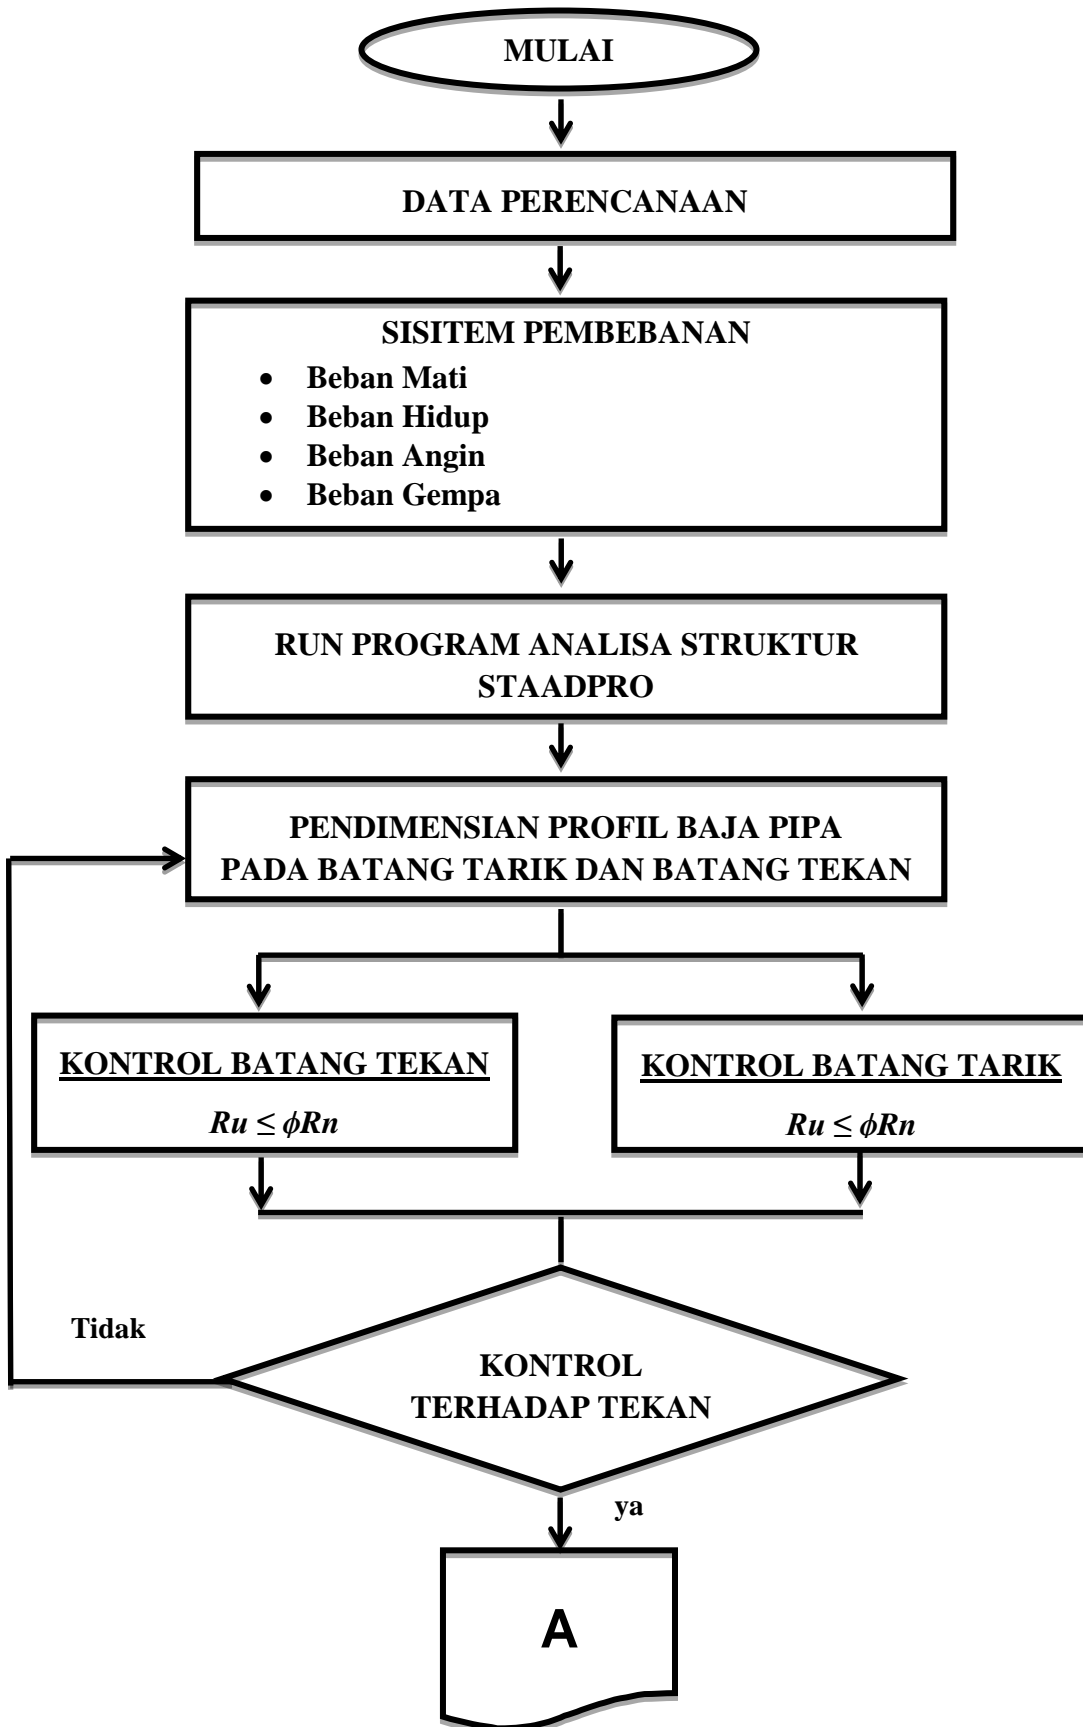 MULAI
DATA PERENCANAAN
SISITEM PEMBEBANAN
• Beban Mati
• Beban Hidup
• Beban Angin
• Beban Gempa
RUN PROGRAM ANALISA STRUKTUR
STAADPRO
PENDIMENSIAN PROFIL BAJA PIPA
PADA BATANG TARIK DAN BATANG TEKAN
KONTROL BATANG TEKAN
Ru ≤ ϕRn
KONTROL BATANG TARIK
Ru ≤ ϕRn
Tidak
KONTROL
TERHADAP TEKAN
ya
A